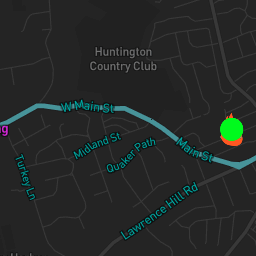 Huntington
Country Club
W Main St
Midland St
Quaker Path
Main St
Turkey Ln
Lawrence Hill Rd